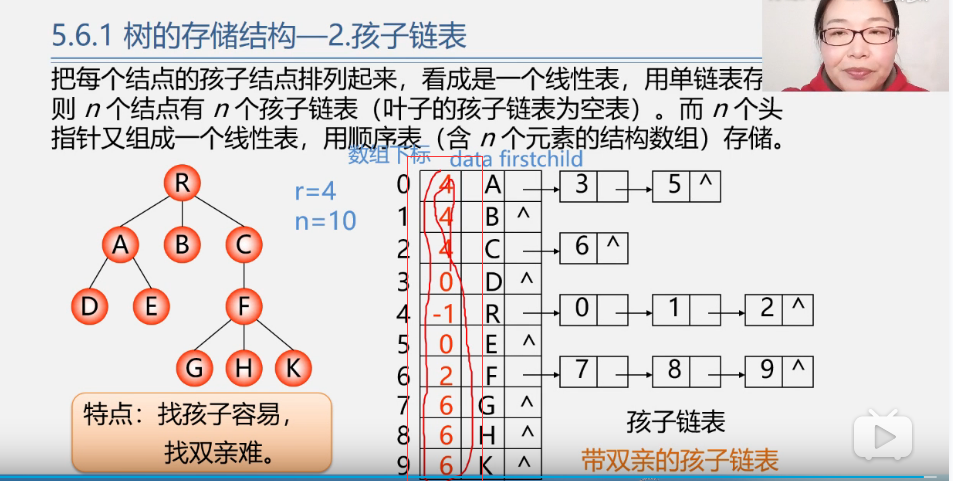 5.6.1 树的存储结构—2.孩子链表
把每个结点的孩子结点排列起来，看成是一个线性表，用单链表存
则 n 个结点有 n 个孩子链表（叶子的孩子链表为空表）。而 n 个头
指针又组成一个线性表，用顺序表（含 n 个元素的结构数组）存储。
数组下标 data firstchild
R
A B C
D E F
G H K
r=4
n=10
0 4 A 3 5 ^
1 4 B ^
2 4 C 6 ^
3 0 D ^
4 -1 R 0 1 2 ^
5 0 E ^
6 2 F 7 8 9 ^
7 6 G ^
8 6 H ^
9 6 K ^
特点：找孩子容易，
找双亲难。
孩子链表
带双亲的孩子链表